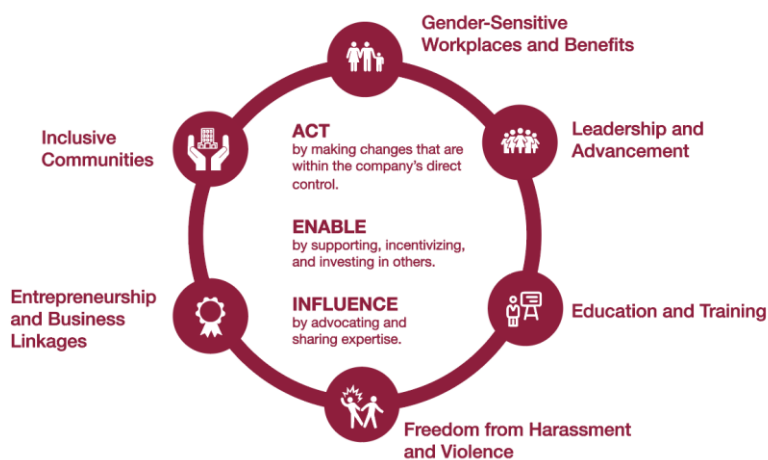 Gender-Sensitive
Workplaces and Benefits
Leadership and
Advancement
Education and Training
Freedom from Harassment
and Violence
Entrepreneurship
and Business
Linkages
Inclusive
Communities
ACT
by making changes that are
within the company's direct
control.
ENABLE
by supporting, incentivizing,
and investing in others.
INFLUENCE
by advocating and
sharing expertise.